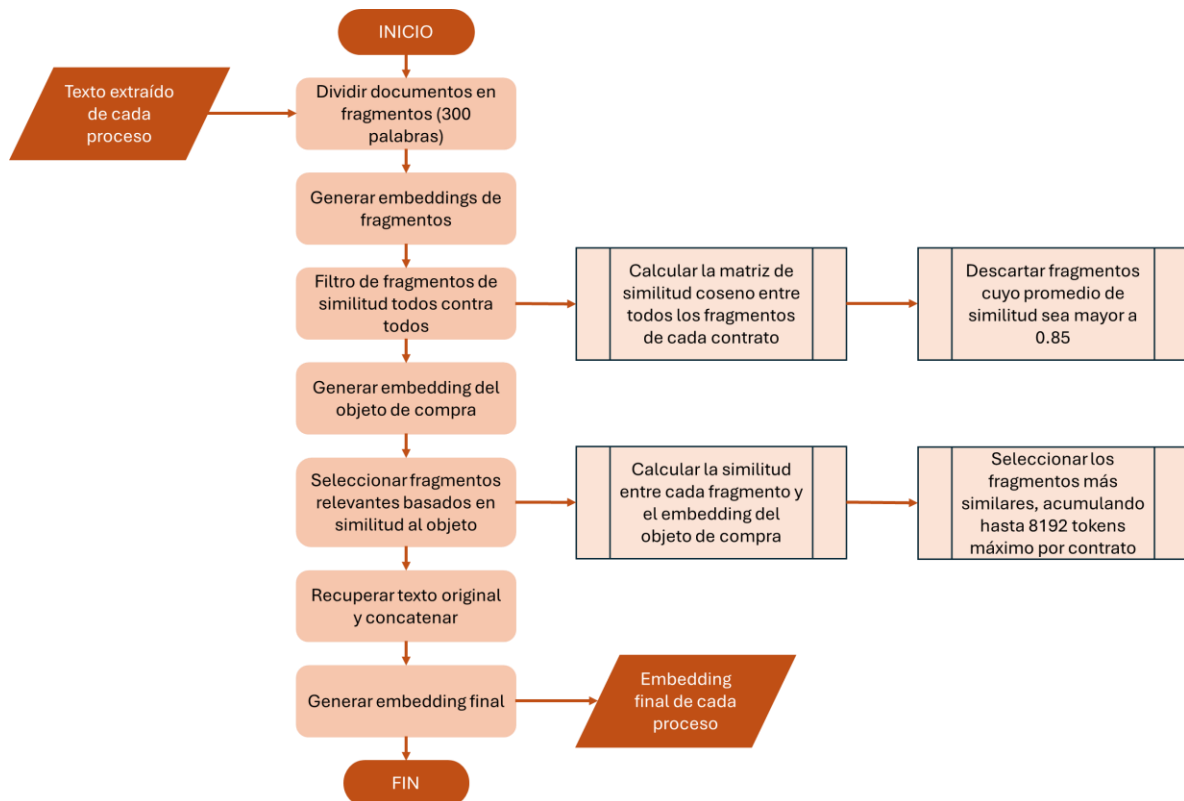 INICIO
Texto extraído
de cada
proceso
Dividir documentos en
fragmentos (300
palabras)
Generar embeddings de
fragmentos
Filtro de fragmentos de
similitud todos contra
todos
Calcular la matriz de
similitud coseno entre
todos los fragmentos
de cada contrato
Descartar fragmentos
cuyo promedio de
similitud sea mayor a
0.85
Generar embedding del
objeto de compra
Seleccionar fragmentos
relevantes basados en
similitud al objeto
Calcular la similitud
entre cada fragmento y
el embedding del
objeto de compra
Seleccionar los
fragmentos más
similares, acumulando
hasta 8192 tokens
máximo por contrato
Recuperar texto original
y concatenar
Generar embedding final
Embedding
final de cada
proceso
FIN